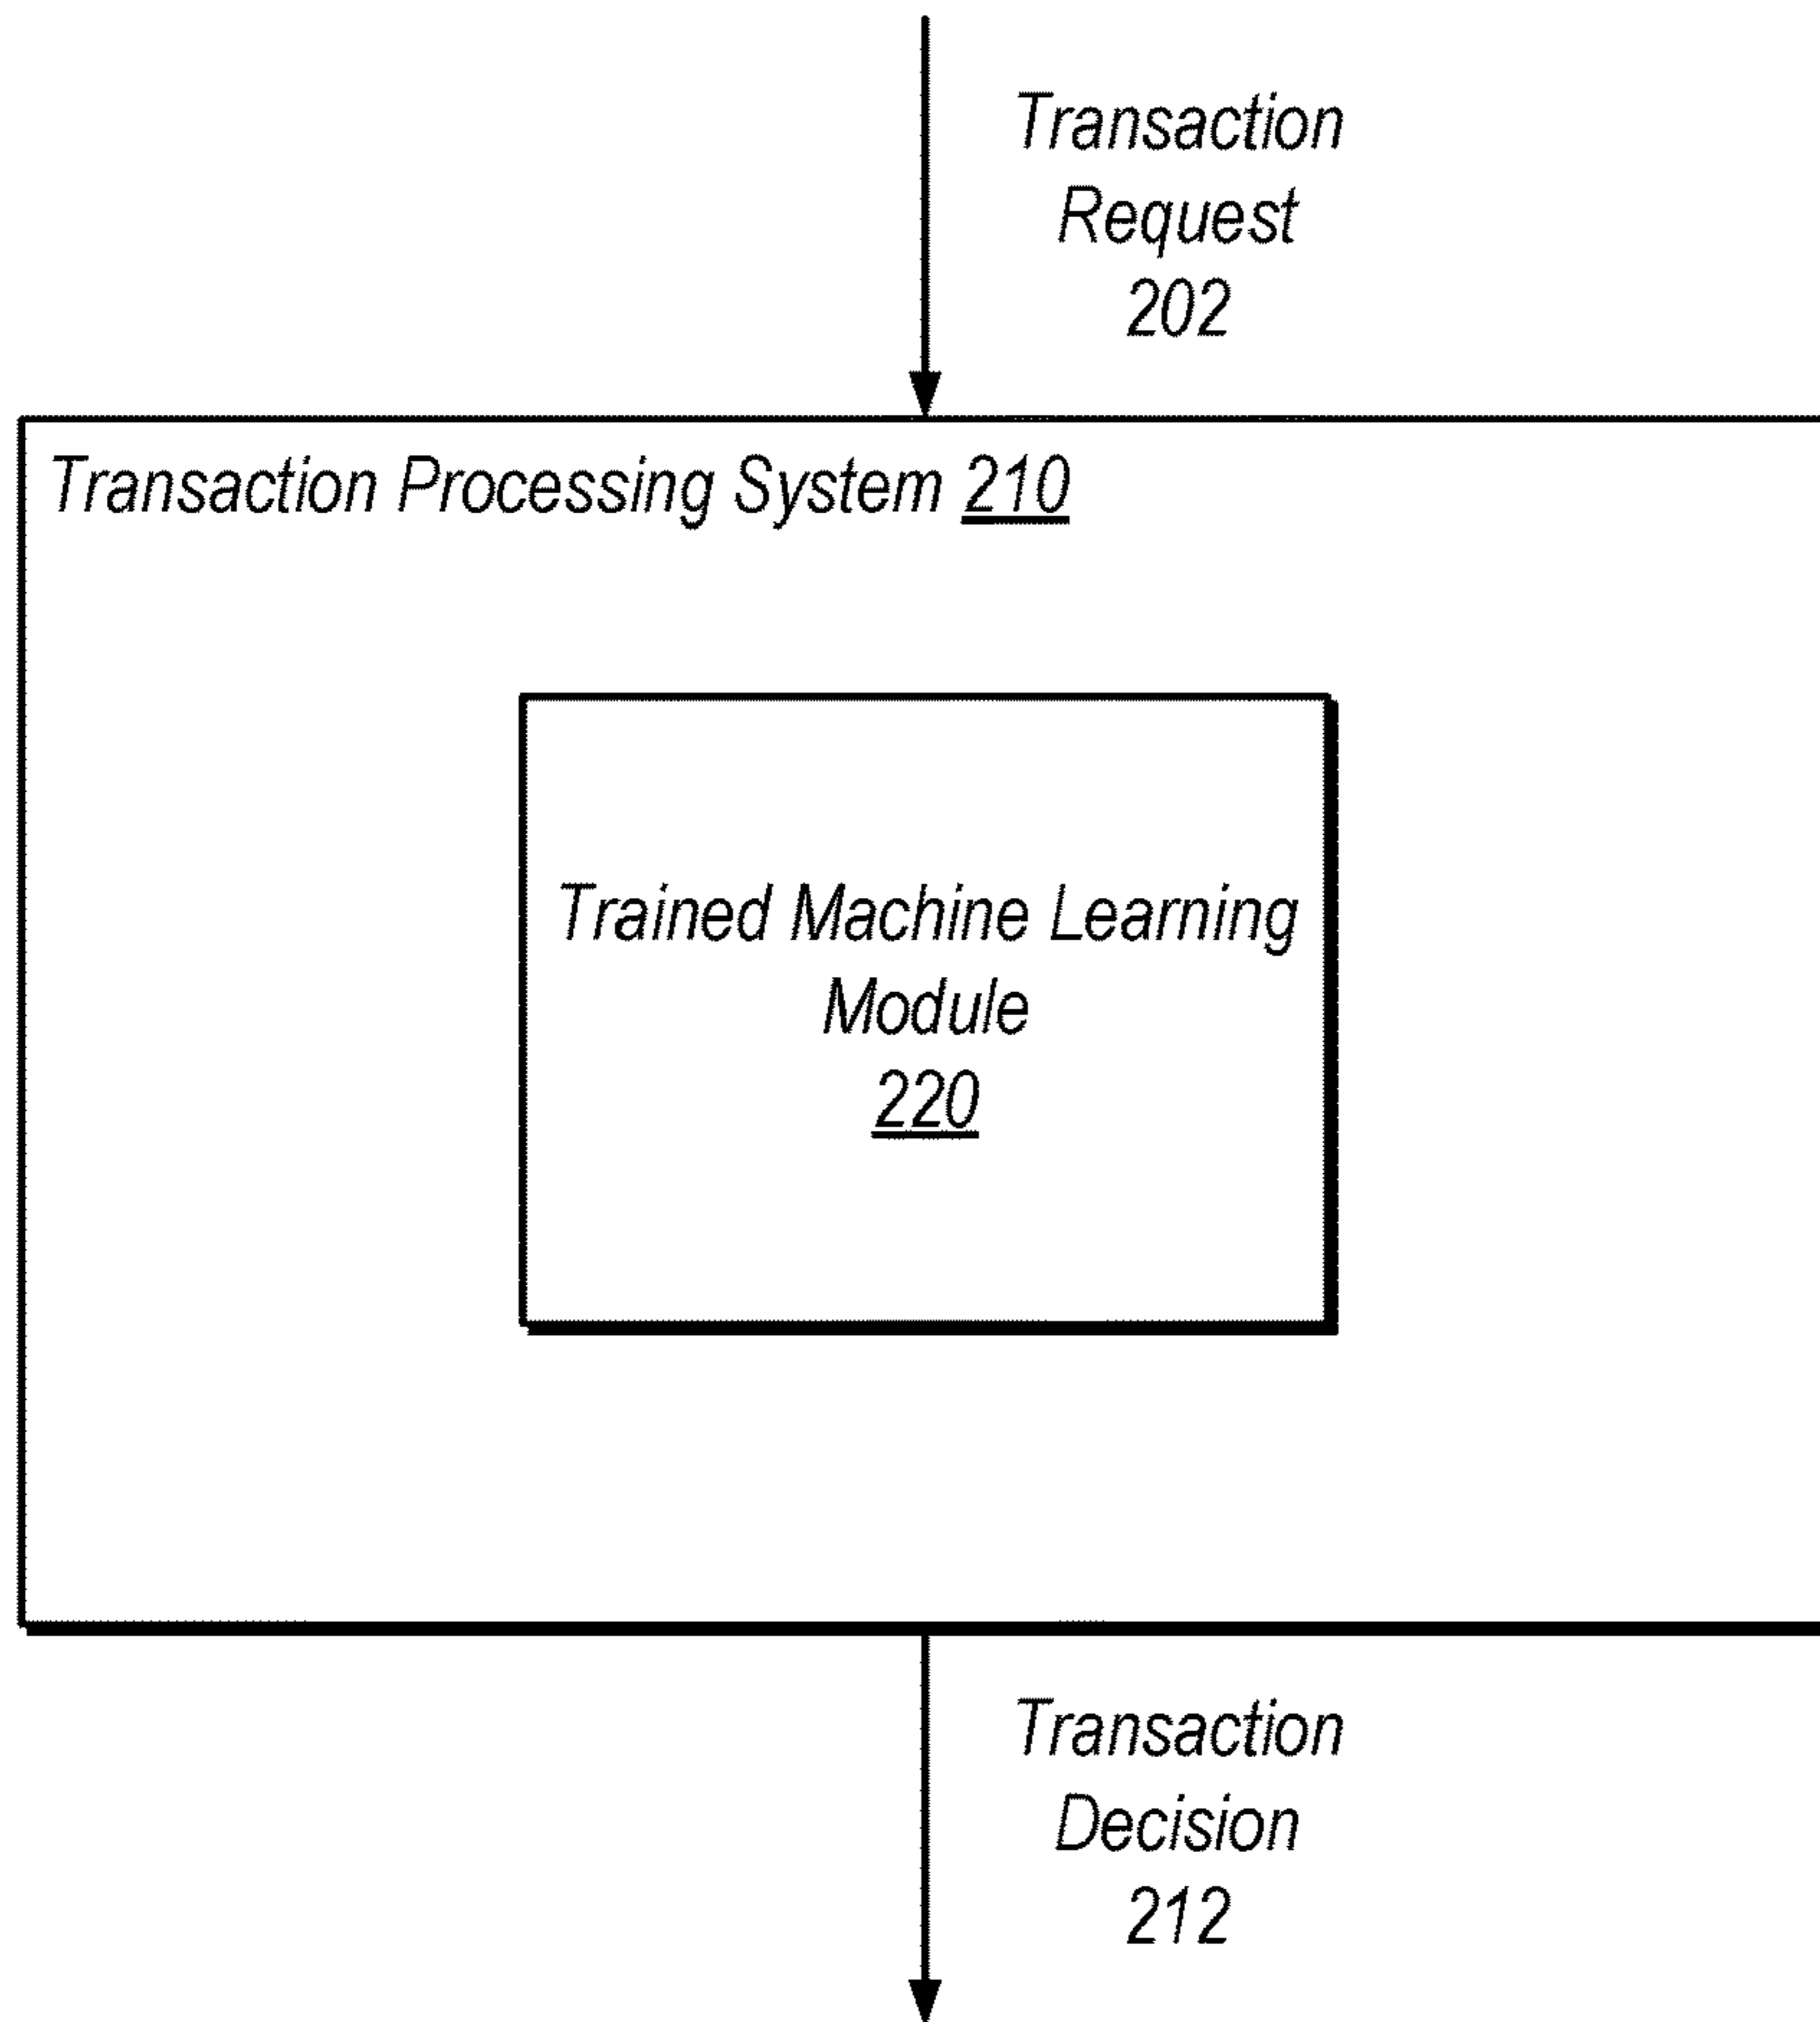 Transaction
Request
202
Transaction Processing System 210
Trained Machine Learning
Module
220
Transaction
Decision
212